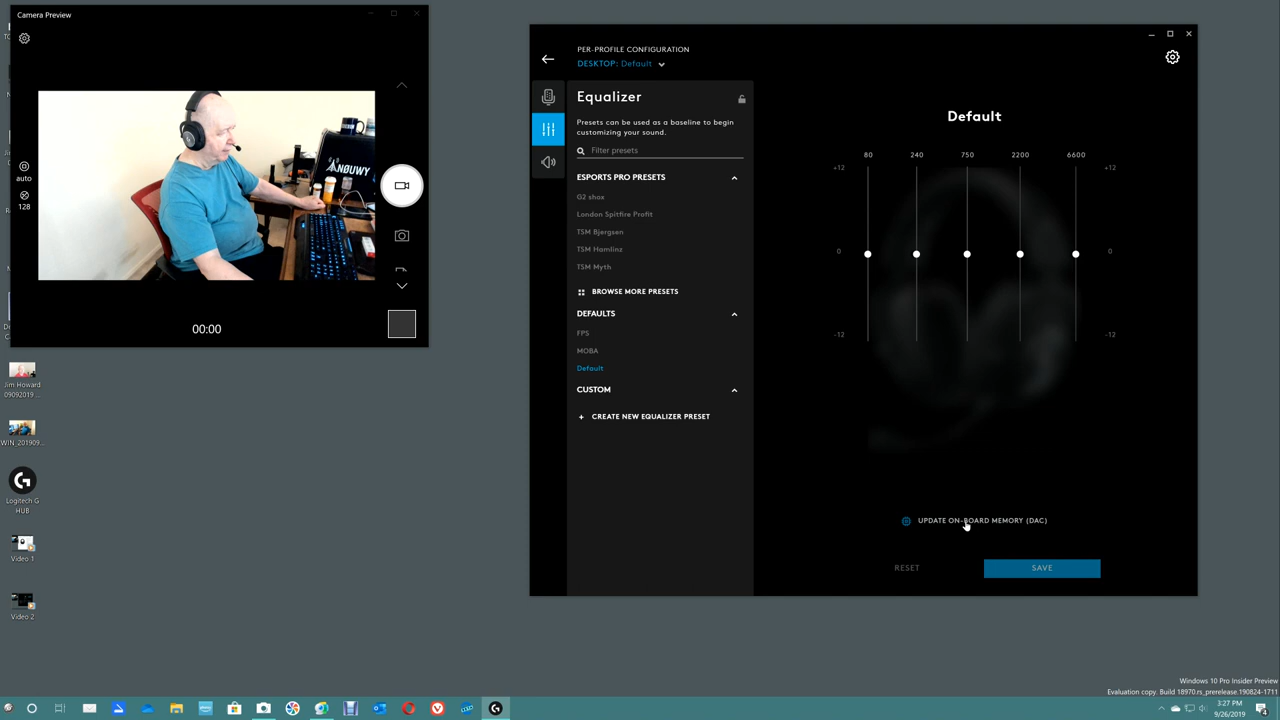 Camera Preview
auto
128
ANØUWY
00:00
Jim Howard
09092019 ...
WIN_201909...
Logitech G
HUB
Video 1
Video 2
PER-PROFILE CONFIGURATION
DESKTOP: Default
Equalizer
Presets can be used as a baseline to begin
customizing your sound.
Filter presets
ESPORTS PRO PRESETS
G2 shox
London Spitfire Profit
TSM Bjergsen
TSM Hamlinz
TSM Myth
BROWSE MORE PRESETS
DEFAULTS
FPS
MOBA
Default
CUSTOM
+ CREATE NEW EQUALIZER PRESET
Default
80 240 750 2200 6600
+12 +12
0 0
-12 -12
UPDATE ON-BOARD MEMORY (DAC)
RESET
SAVE
Windows 10 Pro Insider Preview
Evaluation copy. Build 18970.rs_prerelease.190824-1711
3:27 PM
9/26/2019
4